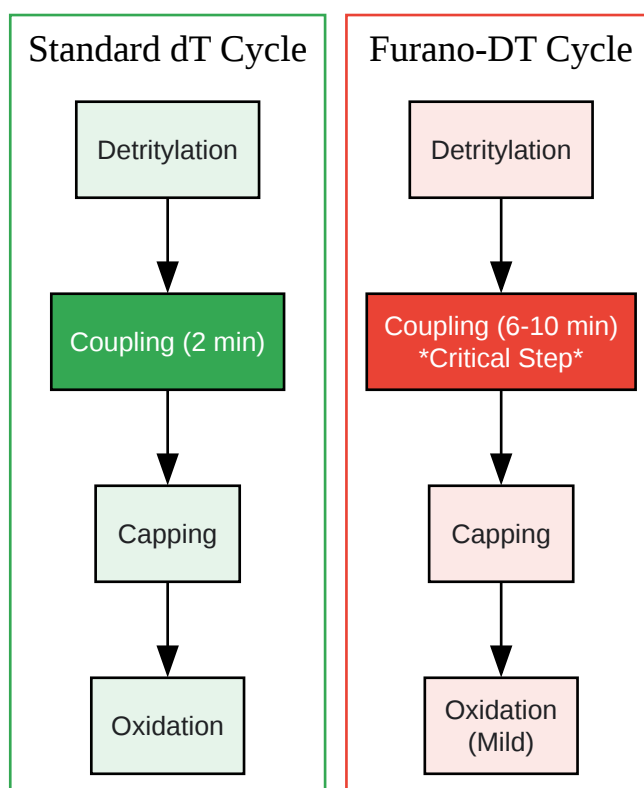 Standard dT Cycle
Detritylation
Coupling (2 min)
Capping
Oxidation
Furano-DT Cycle
Detritylation
Coupling (6-10 min)
*Critical Step*
Capping
Oxidation
(Mild)